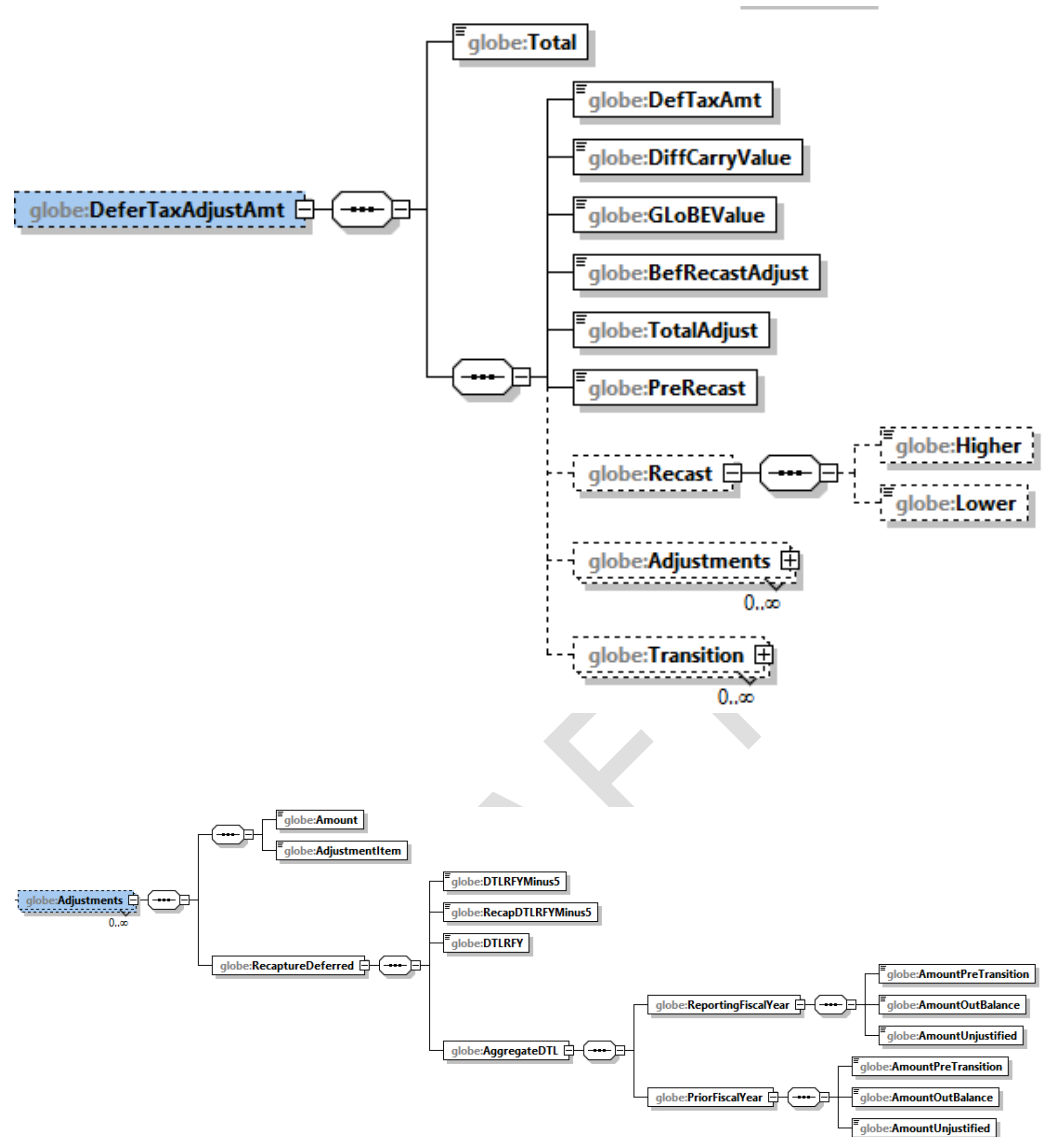 globe:Total
globe:DefTaxAmt
globe:DiffCarryValue
globe:DeferTaxAdjustAmt
globe:GLoBEValue
globe:BefRecastAdjust
globe:TotalAdjust
globe:PreRecast
globe:Higher
globe:Recast
globe:Lower
globe:Adjustments
0..∞
globe:Transition
0..∞
globe:Amount
globe:AdjustmentItem
globe:Adjustments
0..∞
globe:DTLRFYMinus5
globe:RecapDTLRFYMinus5
globe:DTLRFY
globe:RecaptureDeferred
globe:AmountPreTransition
globe:ReportingFiscalYear
globe:AmountOutBalance
globe:AmountUnjustified
globe:AggregateDTL
globe:AmountPreTransition
globe:PriorFiscalYear
globe:AmountOutBalance
globe:AmountUnjustified